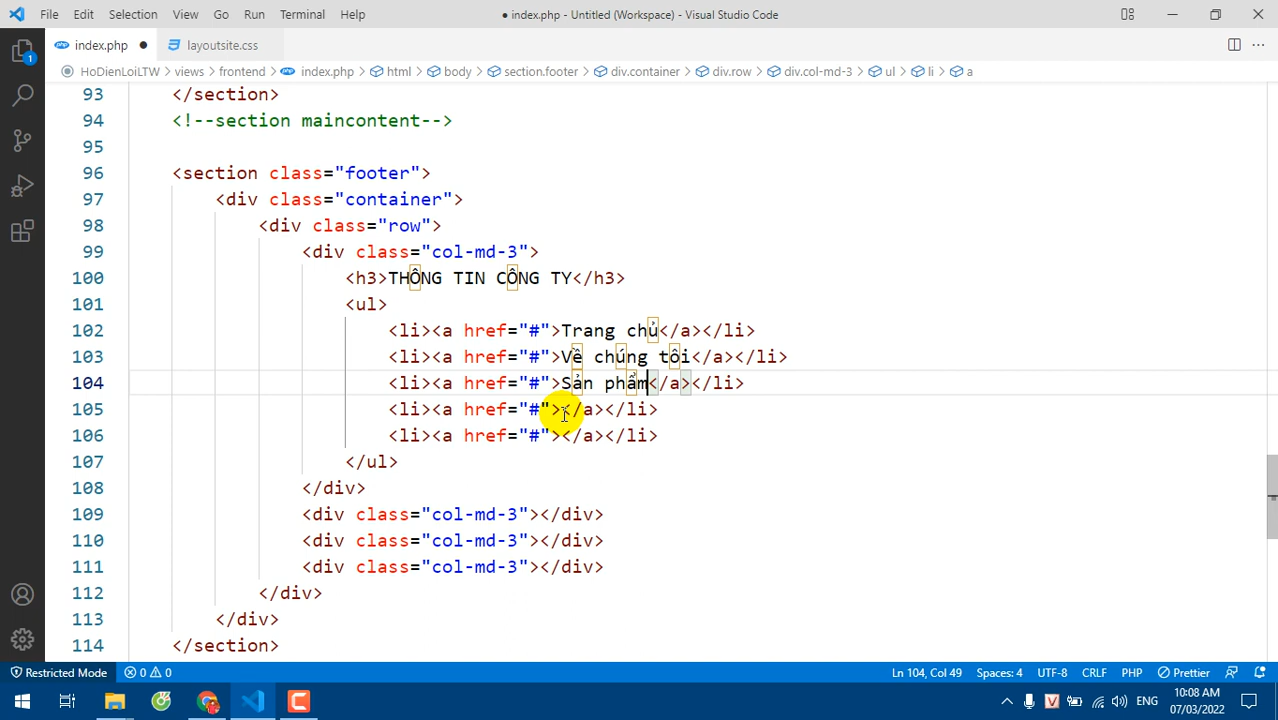 File Edit Selection View Go Run Terminal Help ● index.php - Untitled (Workspace) - Visual Studio Code
index.php ● layoutsite.css
HoDienLoiLTW > views > frontend > index.php > html > body > section.footer > div.container > div.row > div.col-md-3 > ul > li > a
93 </section>
94 <!--section maincontent-->
95
96 <section class="footer">
97 <div class="container">
98 <div class="row">
99 <div class="col-md-3">
100 <h3>THÔNG TIN CÔNG TY</h3>
101 <ul>
102 <li><a href="#">Trang chủ</a></li>
103 <li><a href="#">Về chúng tôi</a></li>
104 <li><a href="#">Sản phẩm</a></li>
105 <li><a href="#"></a></li>
106 <li><a href="#"></a></li>
107 </ul>
108 </div>
109 <div class="col-md-3"></div>
110 <div class="col-md-3"></div>
111 <div class="col-md-3"></div>
112 </div>
113 </div>
114 </section>
1
Restricted Mode 0 0 Ln 104, Col 49 Spaces: 4 UTF-8 CRLF PHP Prettier
V ENG 10:08 AM
07/03/2022